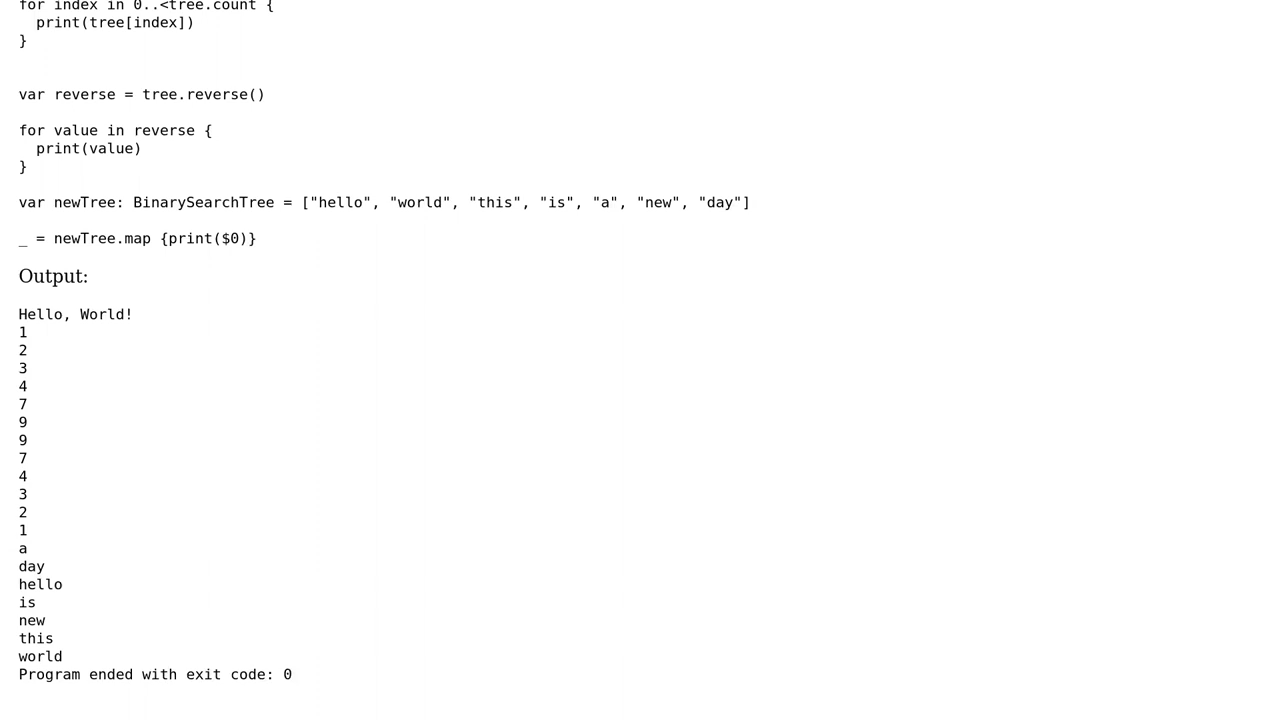 for index in 0..<tree.count {
  print(tree[index])
}
var reverse = tree.reverse()
for value in reverse {
  print(value)
}
var newTree: BinarySearchTree = ["hello", "world", "this", "is", "a", "new", "day"]
_ = newTree.map {print($0)}
Output:
Hello, World!
1
2
3
4
7
9
9
7
4
3
2
1
a
day
hello
is
new
this
world
Program ended with exit code: 0